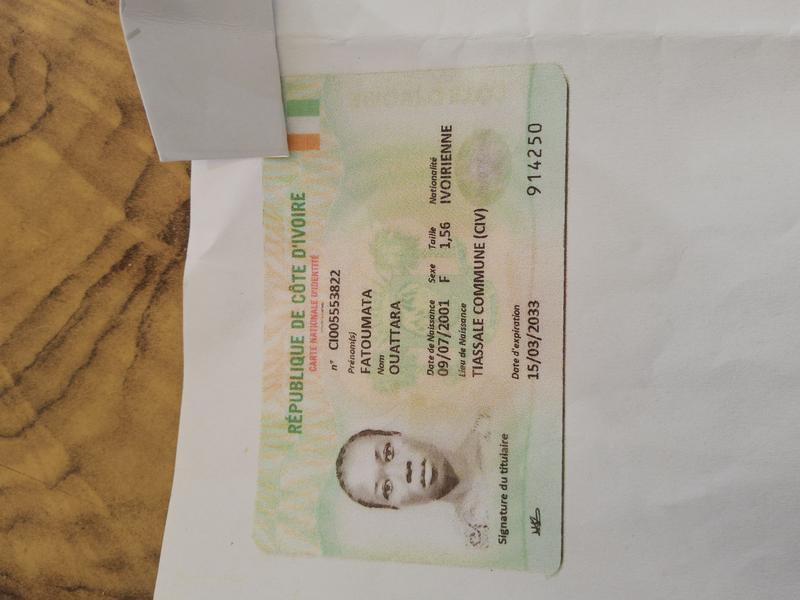 RÉPUBLIQUE DE CÔTE D'IVOIRE
CARTE NATIONALE D'IDENTITÉ
n° CI005553822
Prénom(s)
FATOUMATA
Nom
OUATTARA
Date de Naissance Sexe Taille Nationalité
09/07/2001 F 1,56 IVOIRIENNE
Lieu de Naissance
TIASSALE COMMUNE (CIV)
Date d'expiration
15/03/2033
914250
Signature du titulaire